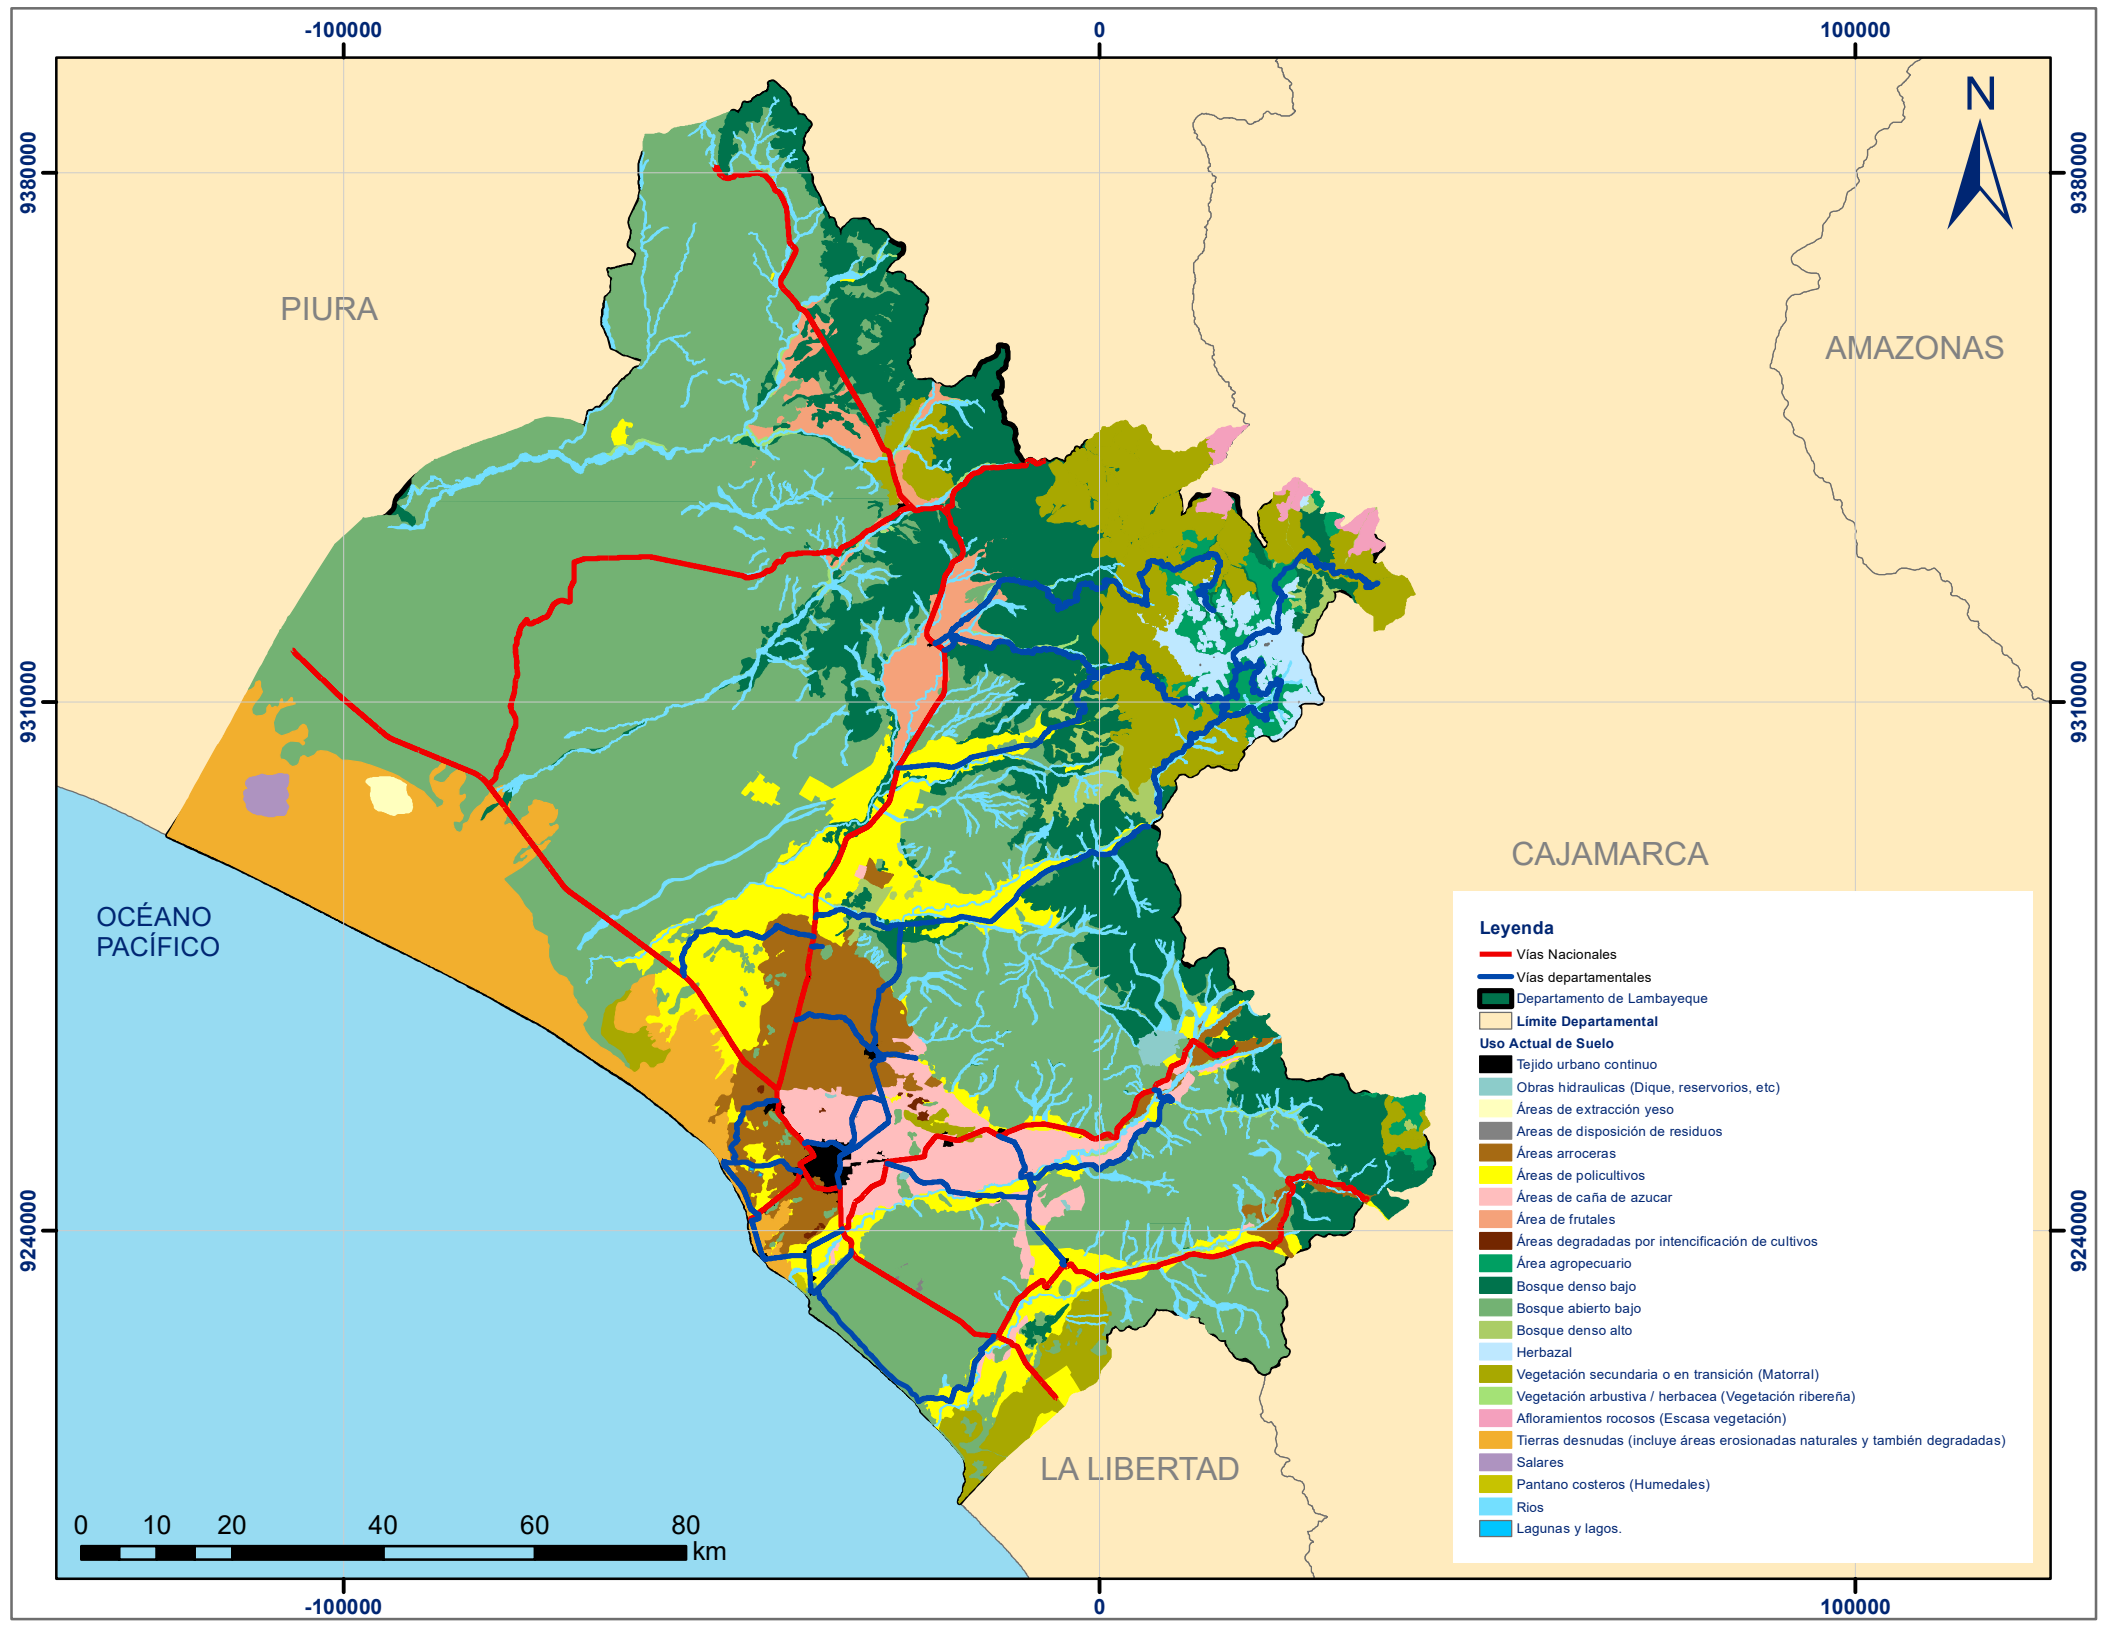 -100000
0
100000
N
9380000
9380000
PIURA
AMAZONAS
9310000
9310000
CAJAMARCA
OCÉANO
PACÍFICO
Leyenda
Vías Nacionales
Vías departamentales
Departamento de Lambayeque
Límite Departamental
Uso Actual de Suelo
Tejido urbano continuo
Obras hidraulicas (Dique, reservorios, etc)
Áreas de extracción yeso
Areas de disposición de residuos
Áreas arroceras
Áreas de policultivos
Áreas de caña de azucar
Área de frutales
Áreas degradadas por intencificación de cultivos
Área agropecuario
Bosque denso bajo
Bosque abierto bajo
Bosque denso alto
Herbazal
Vegetación secundaria o en transición (Matorral)
Vegetación arbustiva / herbacea (Vegetación ribereña)
Afloramientos rocosos (Escasa vegetación)
Tierras desnudas (incluye áreas erosionadas naturales y también degradadas)
Salares
Pantano costeros (Humedales)
Rios
Lagunas y lagos.
9240000
9240000
LA LIBERTAD
0 10 20 40 60 80
km
-100000
0
100000